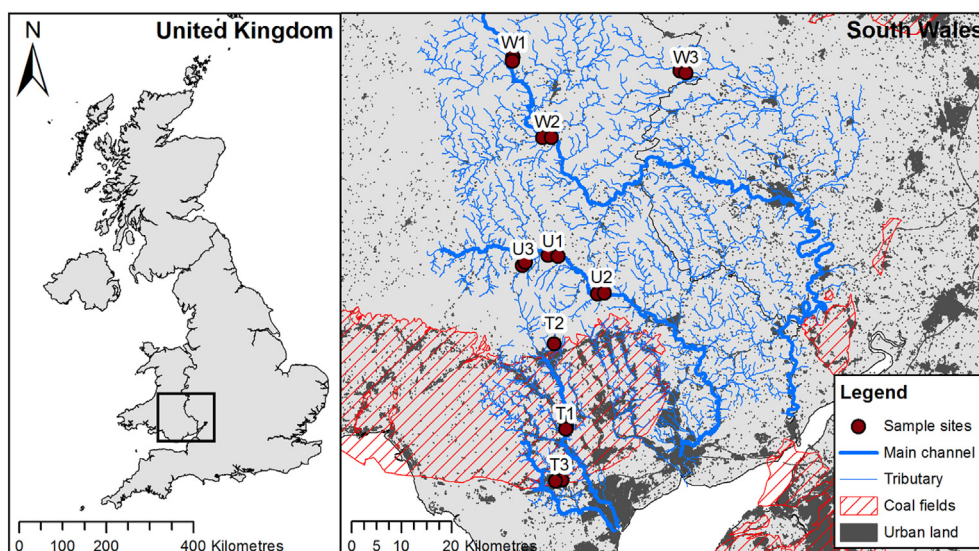 United Kingdom
N
0 100 200 400 Kilometres
South Wales
W1
W3
W2
U3 U1
U2
T2
T1
T3
0 5 10 20 Kilometres
Legend
Sample sites
Main channel
Tributary
Coal fields
Urban land